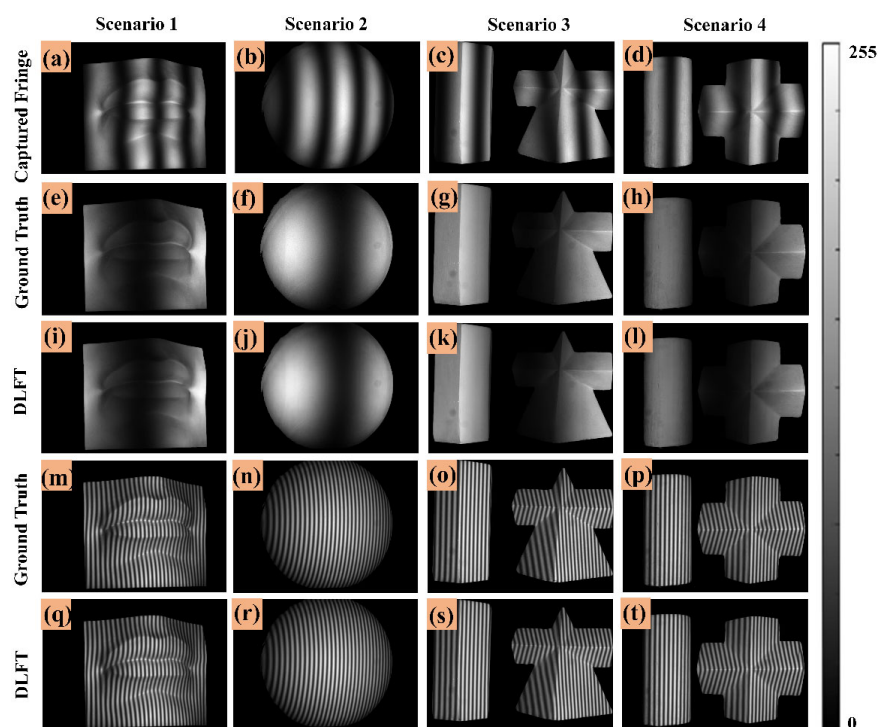 Scenario 1 Scenario 2 Scenario 3 Scenario 4
Captured Fringe (a) (b) (c) (d) 255
Ground Truth (e) (f) (g) (h)
DLFT (i) (j) (k) (l)
Ground Truth (m) (n) (o) (p)
DLFT (q) (r) (s) (t)
0